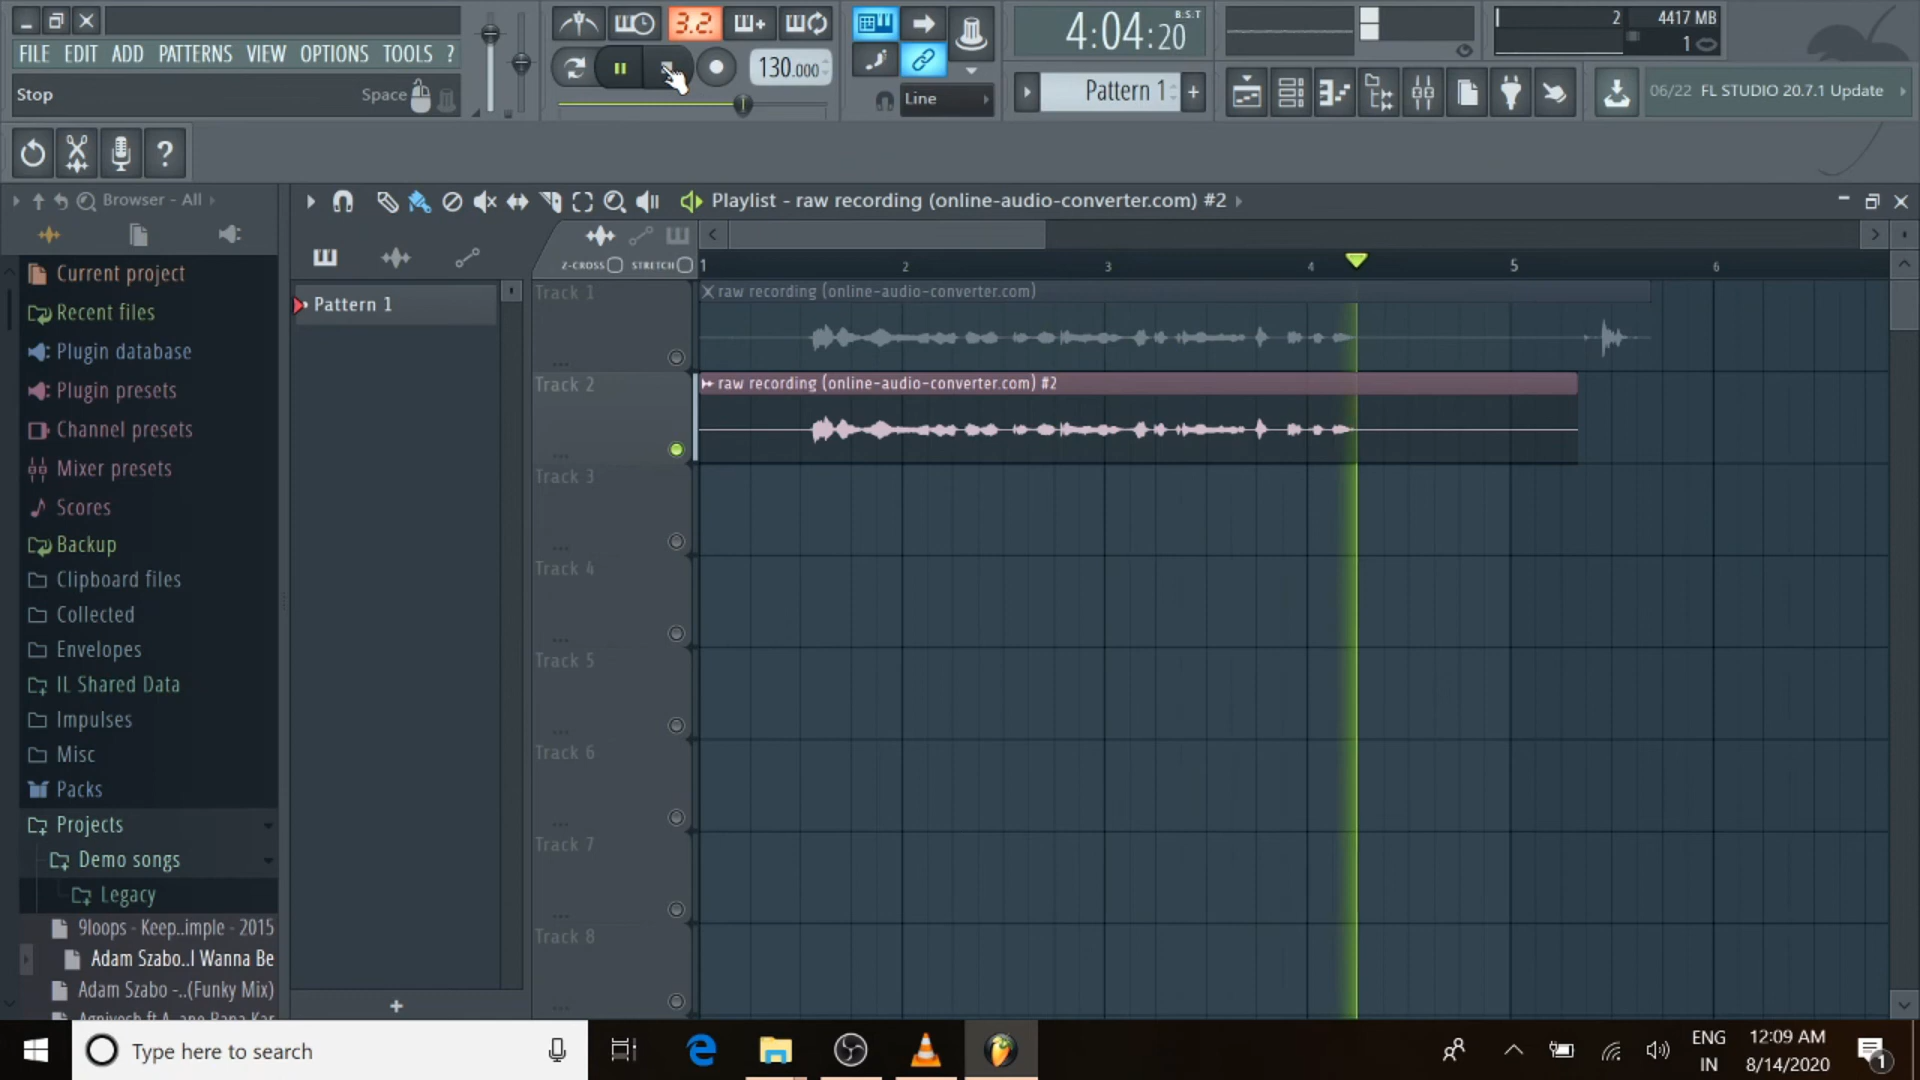 FILE EDIT ADD PATTERNS VIEW OPTIONS TOOLS ?
Stop Space
3.2.
130.000
Line
4:04:20 B:S:T
Pattern 1 +
2 4417 MB
1
06/22 FL STUDIO 20.7.1 Update
?
Browser - All
Playlist - raw recording (online-audio-converter.com) #2
Z-CROSS STRETCH
1 2 3 4 5 6
Current project
Recent files
Plugin database
Plugin presets
Channel presets
Mixer presets
Scores
Backup
Clipboard files
Collected
Envelopes
IL Shared Data
Impulses
Misc
Packs
Projects
Demo songs
Legacy
9loops - Keep..imple - 2015
Adam Szabo..I Wanna Be
Adam Szabo -..(Funky Mix)
Pattern 1
+
Track 1
raw recording (online-audio-converter.com)
Track 2
raw recording (online-audio-converter.com) #2
Track 3
Track 4
Track 5
Track 6
Track 7
Track 8
Type here to search
ENG
IN
12:09 AM
8/14/2020
1